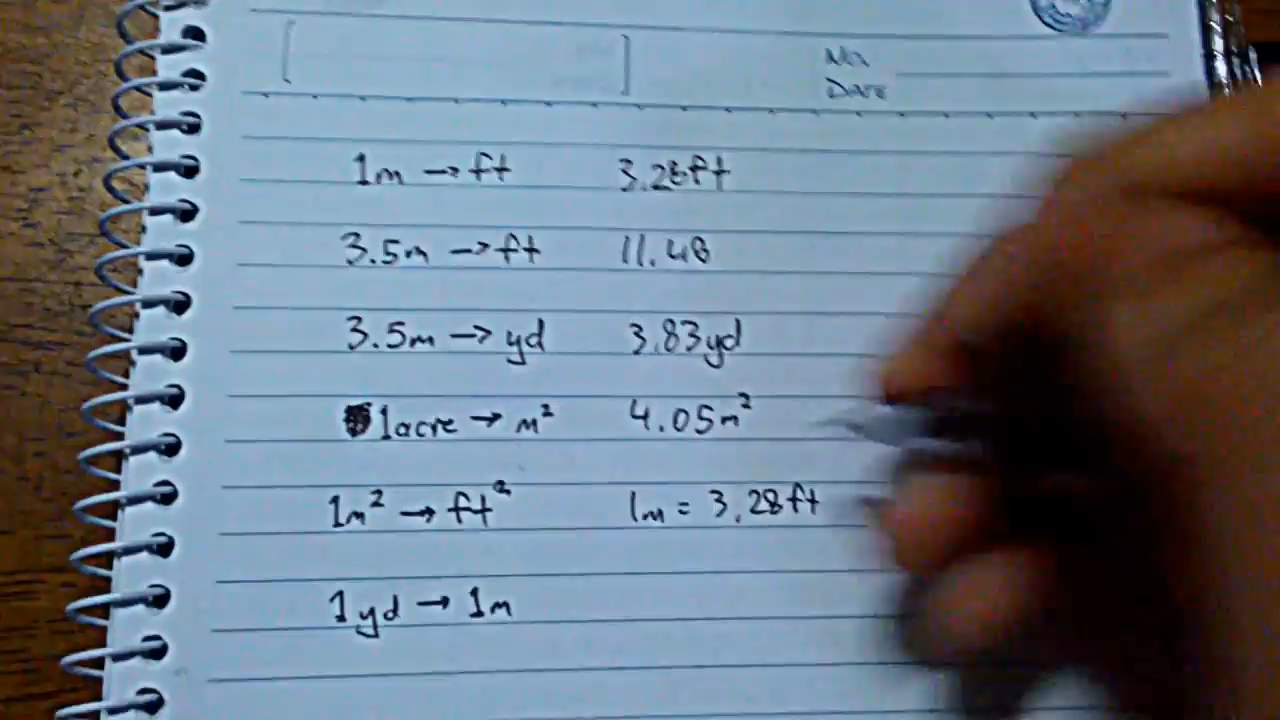 No.
Date
1m → ft 3.28ft
3.5m → ft 11.48
3.5m → yd 3.83yd
1acre → m² 4.05m²
1m² → ft² 1m = 3.28ft
1yd → 1m